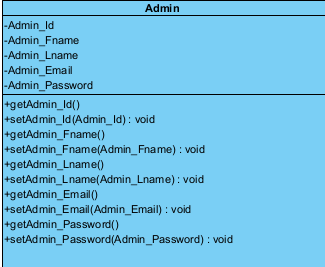 Admin
-Admin_Id
-Admin_Fname
-Admin_Lname
-Admin_Email
-Admin_Password
+getAdmin_Id()
+setAdmin_Id(Admin_Id) : void
+getAdmin_Fname()
+setAdmin_Fname(Admin_Fname) : void
+getAdmin_Lname()
+setAdmin_Lname(Admin_Lname) : void
+getAdmin_Email()
+setAdmin_Email(Admin_Email) : void
+getAdmin_Password()
+setAdmin_Password(Admin_Password) : void